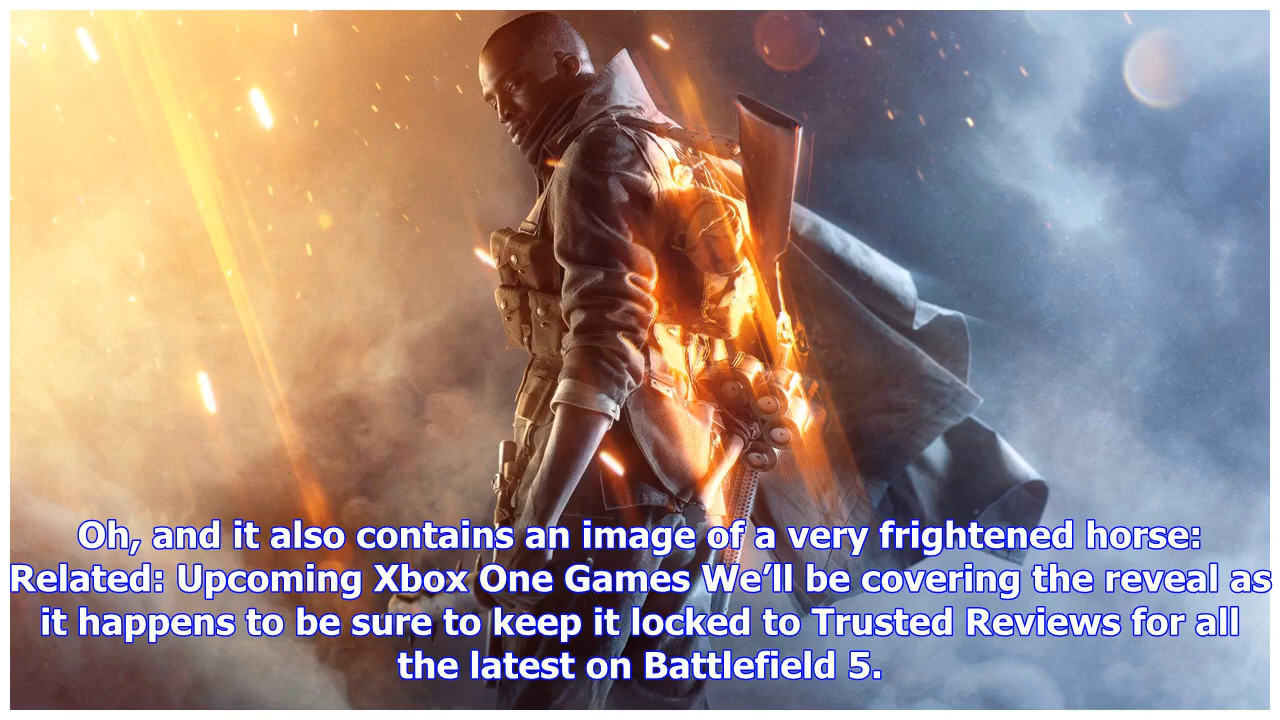 Oh, and it also contains an image of a very frightened horse:
Related: Upcoming Xbox One Games We’ll be covering the reveal as
it happens to be sure to keep it locked to Trusted Reviews for all
the latest on Battlefield 5.